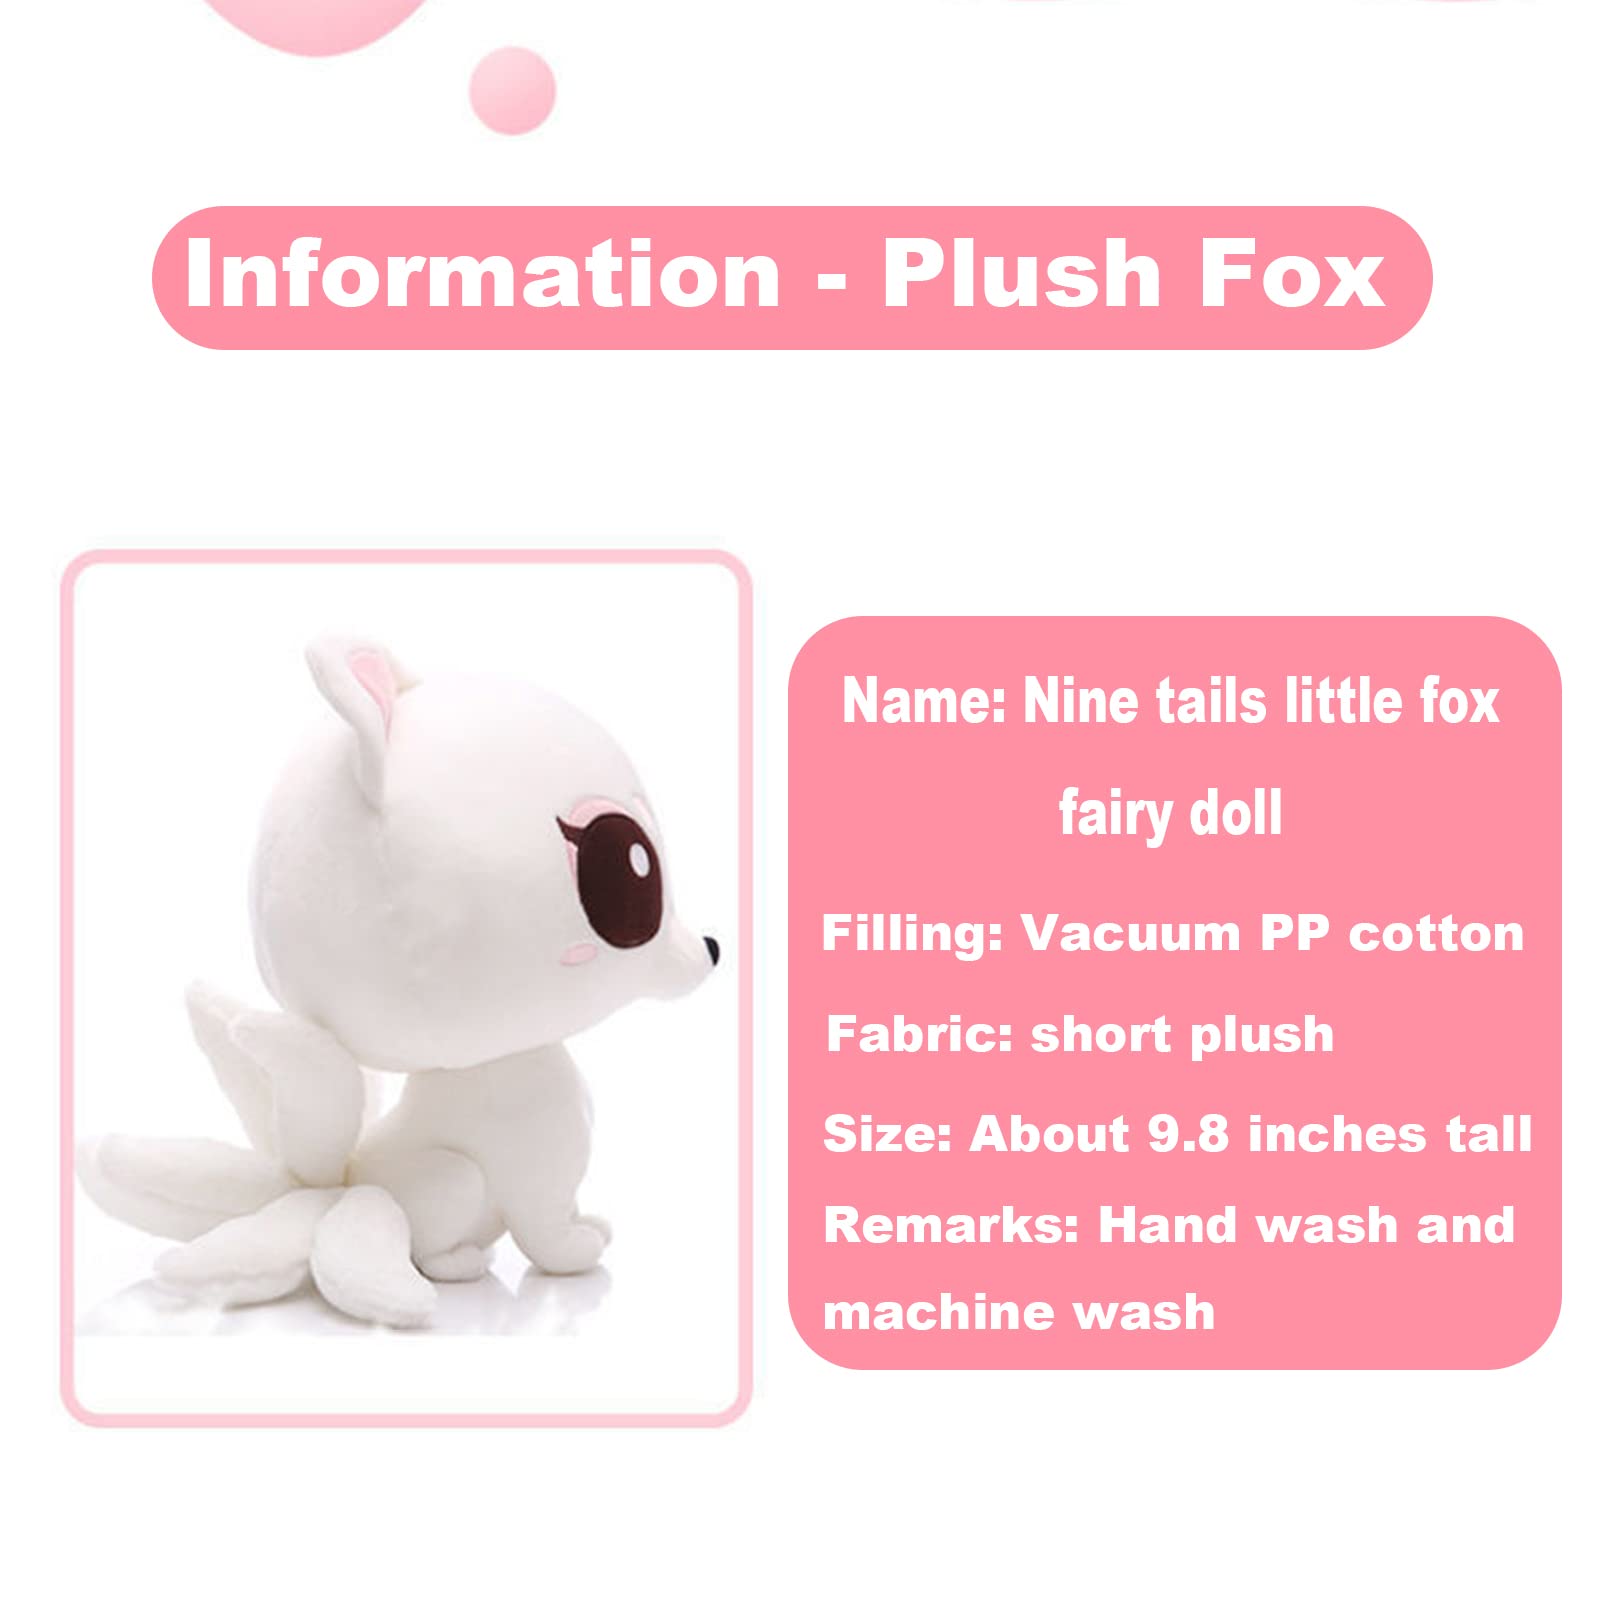 Information - Plush Fox
Name: Nine tails little fox
fairy doll
Filling: Vacuum PP cotton
Fabric: short plush
Size: About 9.8 inches tall
Remarks: Hand wash and
machine wash